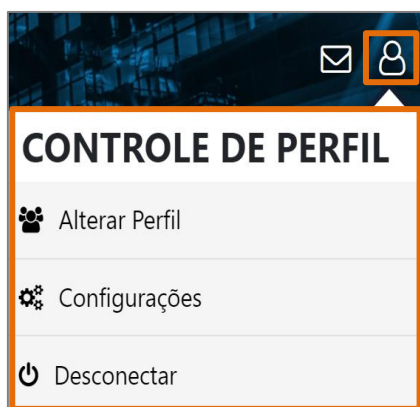 CONTROLE DE PERFIL
Alterar Perfil
Configurações
Desconectar